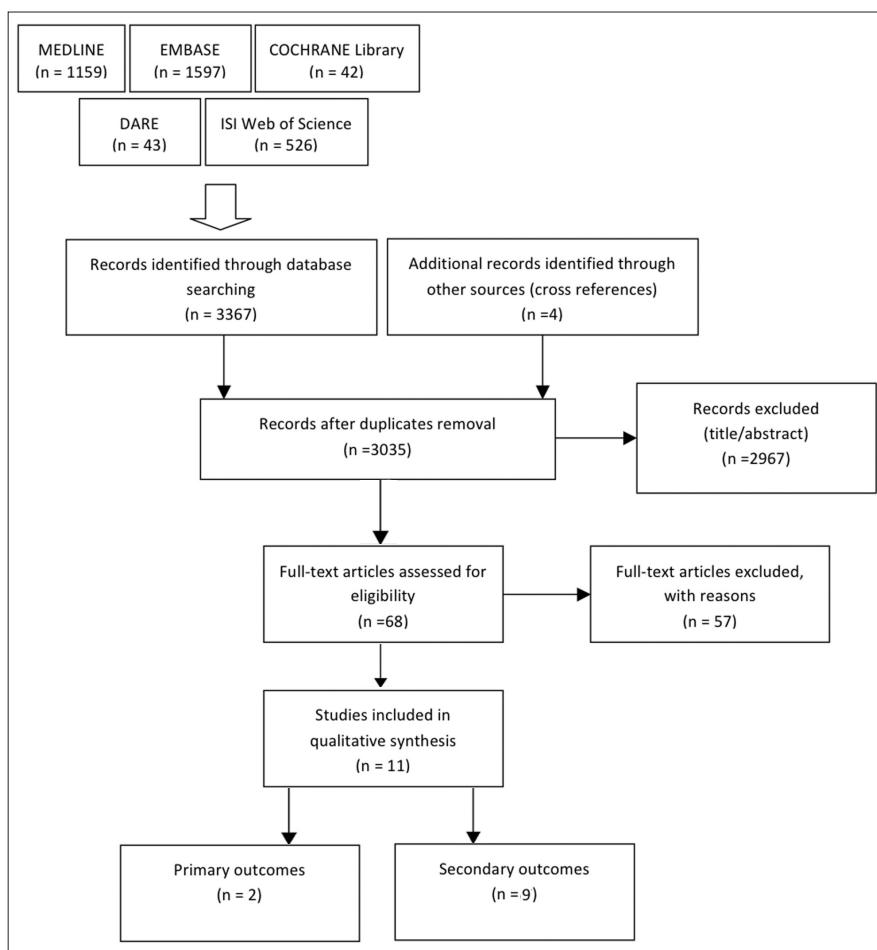 MEDLINE
(n = 1159)
EMBASE
(n = 1597)
COCHRANE Library
(n = 42)
DARE
(n = 43)
ISI Web of Science
(n = 526)
Records identified through database
searching
(n = 3367)
Additional records identified through
other sources (cross references)
(n =4)
Records after duplicates removal
(n =3035)
Records excluded
(title/abstract)
(n =2967)
Full-text articles assessed for
eligibility
(n =68)
Full-text articles excluded,
with reasons
(n = 57)
Studies included in
qualitative synthesis
(n = 11)
Primary outcomes
(n = 2)
Secondary outcomes
(n = 9)